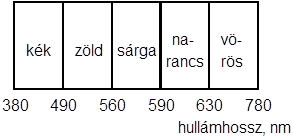 kék zöld sárga na-
rancs vö-
rös
380 490 560 590 630 780
hullámhossz, nm